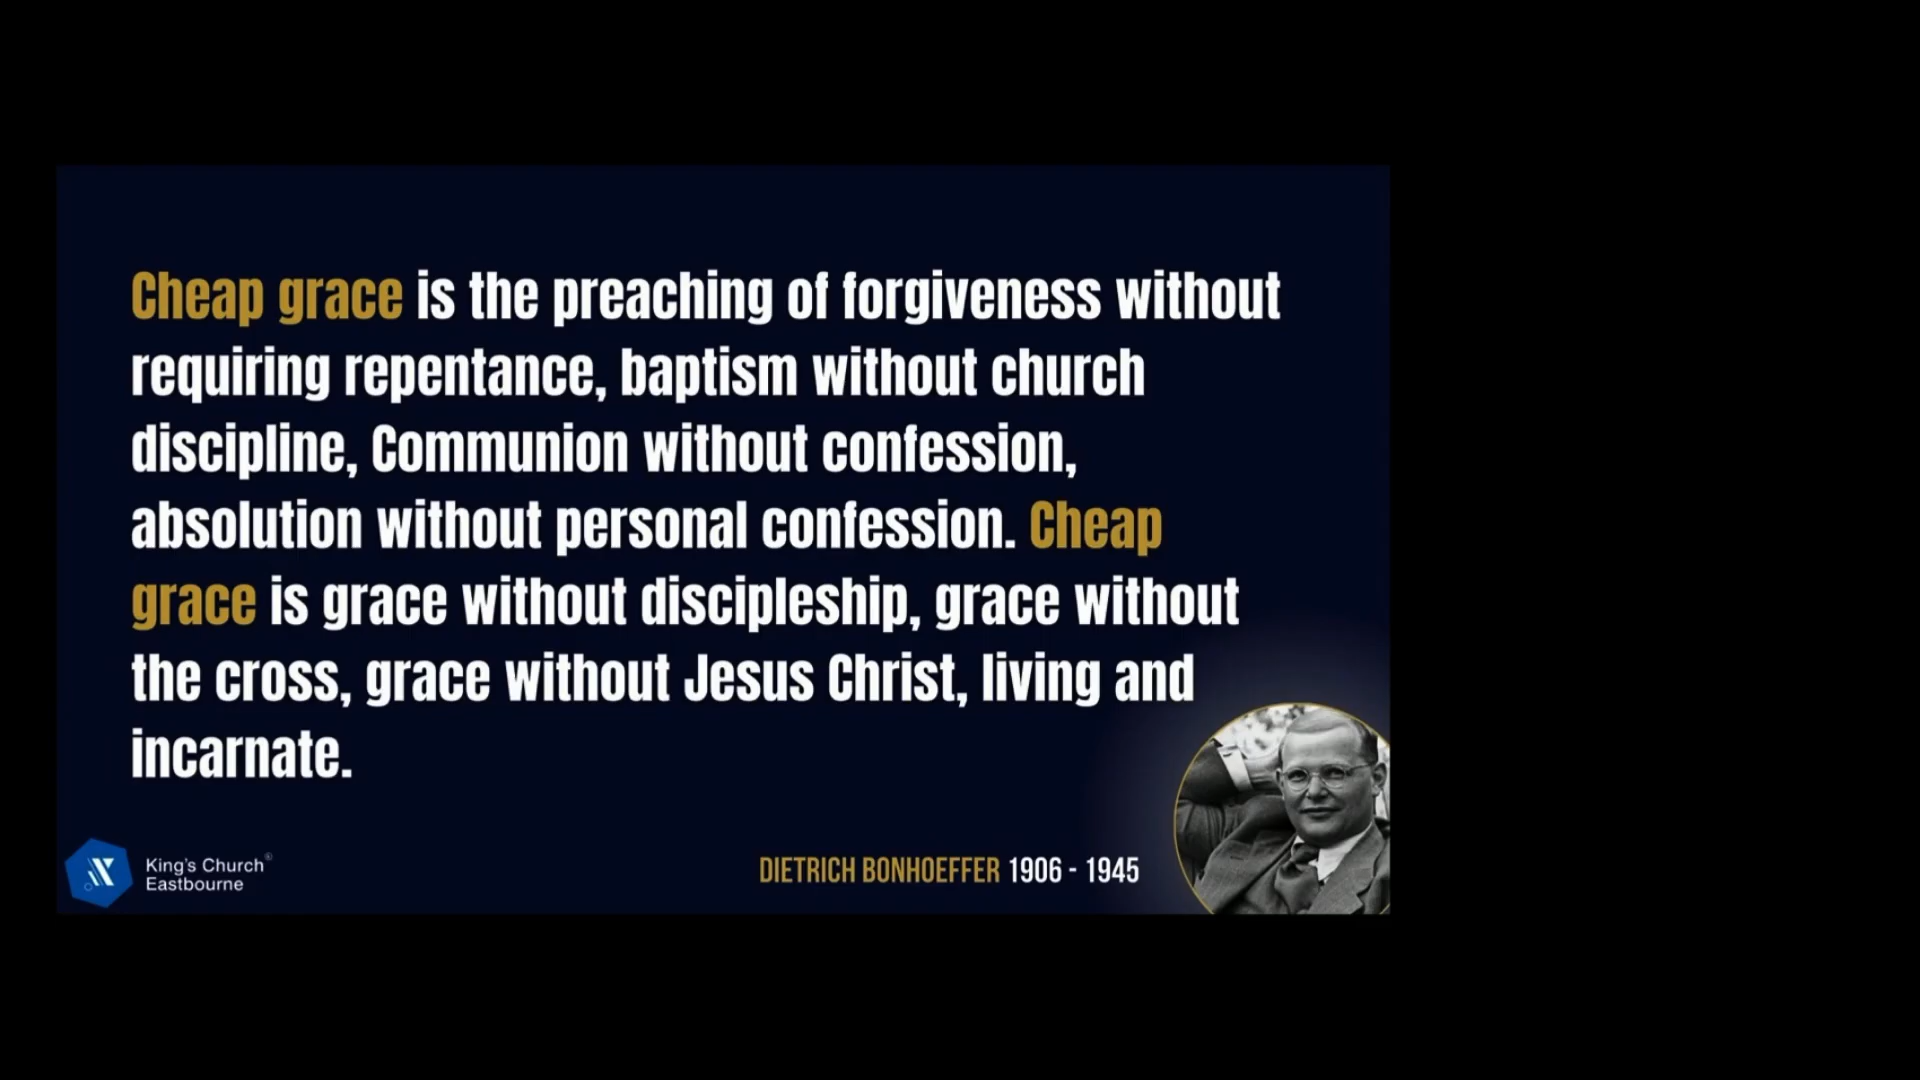 Cheap grace is the preaching of forgiveness without
requiring repentance, baptism without church
discipline, Communion without confession,
absolution without personal confession. Cheap
grace is grace without discipleship, grace without
the cross, grace without Jesus Christ, living and
incarnate.
King's Church®
Eastbourne
DIETRICH BONHOEFFER 1906 - 1945